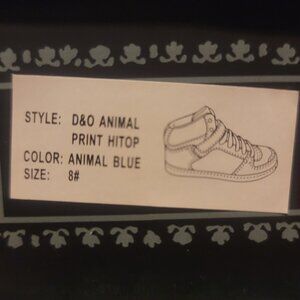 STYLE: D&O ANIMAL
PRINT HITOP
COLOR: ANIMAL BLUE
SIZE: 8#